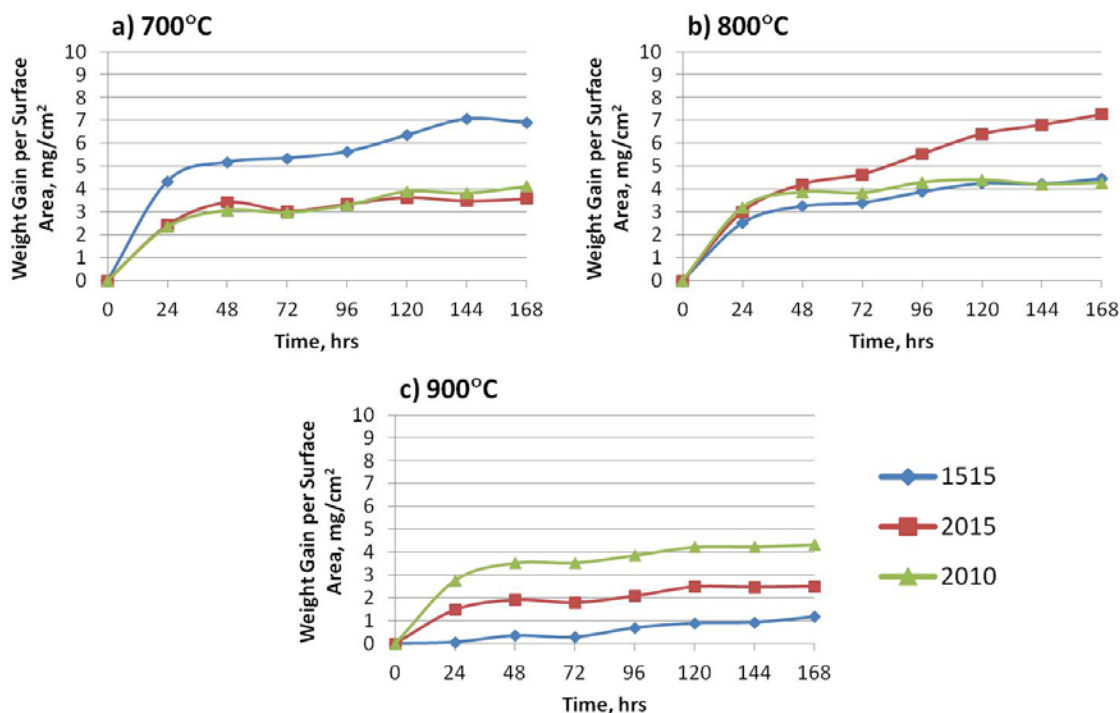 a) 700°C
10
9
8
7
6
5
4
3
2
1
0
Weight Gain per Surface
Area, mg/cm²
0 24 48 72 96 120 144 168
Time, hrs
b) 800°C
10
9
8
7
6
5
4
3
2
1
0
Weight Gain per Surface
Area, mg/cm²
0 24 48 72 96 120 144 168
Time, hrs
c) 900°C
10
9
8
7
6
5
4
3
2
1
0
Weight Gain per Surface
Area, mg/cm²
0 24 48 72 96 120 144 168
Time, hrs
1515
2015
2010